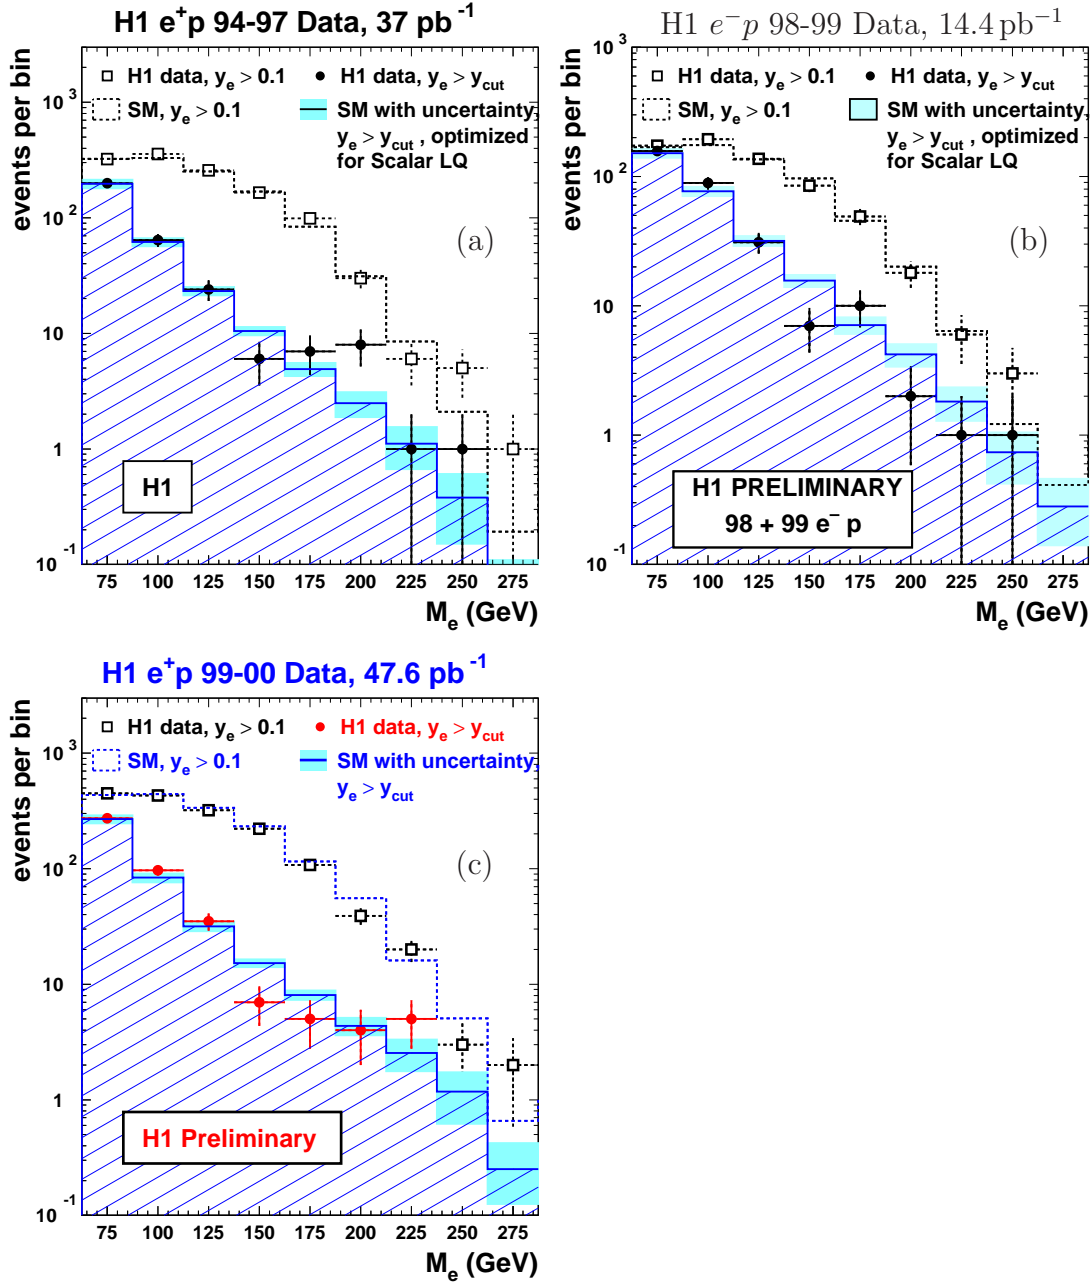 H1 e⁺p 94-97 Data, 37 pb⁻¹
events per bin
H1 data, yₑ > 0.1
H1 data, yₑ > y_cut
SM, yₑ > 0.1
SM with uncertainty,
yₑ > y_cut , optimized
for Scalar LQ
(a)
H1
10³
10²
10
1
10⁻¹
75 100 125 150 175 200 225 250 275
Mₑ (GeV)
H1 e⁻p 98-99 Data, 14.4 pb⁻¹
events per bin
H1 data, yₑ > 0.1
H1 data, yₑ > y_cut
SM, yₑ > 0.1
SM with uncertainty,
yₑ > y_cut , optimized
for Scalar LQ
(b)
H1 PRELIMINARY
98 + 99 e⁻ p
10³
10²
10
1
10⁻¹
75 100 125 150 175 200 225 250 275
Mₑ (GeV)
H1 e⁺p 99-00 Data, 47.6 pb⁻¹
events per bin
H1 data, yₑ > 0.1
H1 data, yₑ > y_cut
SM, yₑ > 0.1
SM with uncertainty,
yₑ > y_cut
(c)
H1 Preliminary
10³
10²
10
1
10⁻¹
75 100 125 150 175 200 225 250 275
Mₑ (GeV)